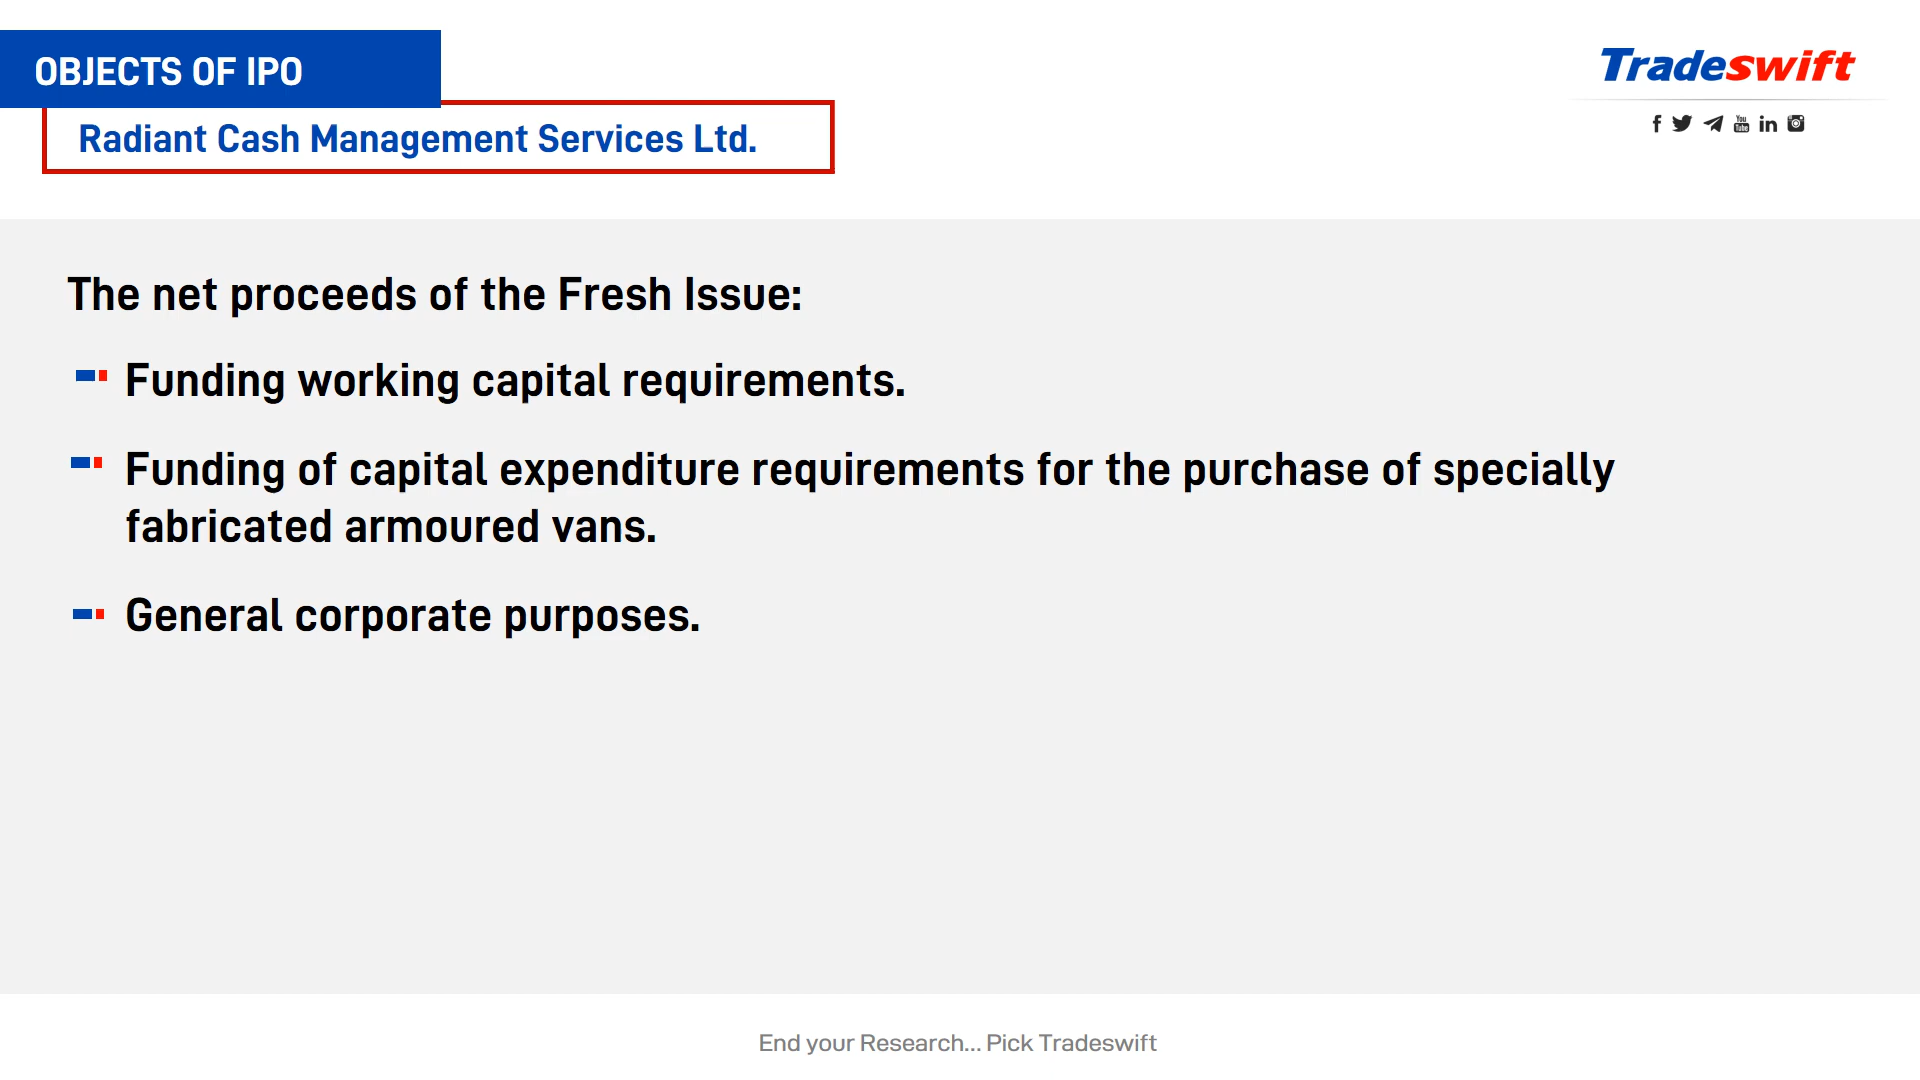 OBJECTS OF IPO
Radiant Cash Management Services Ltd.
Tradeswift
You
Tube
The net proceeds of the Fresh Issue:
Funding working capital requirements.
Funding of capital expenditure requirements for the purchase of specially
fabricated armoured vans.
General corporate purposes.
End your Research... Pick Tradeswift